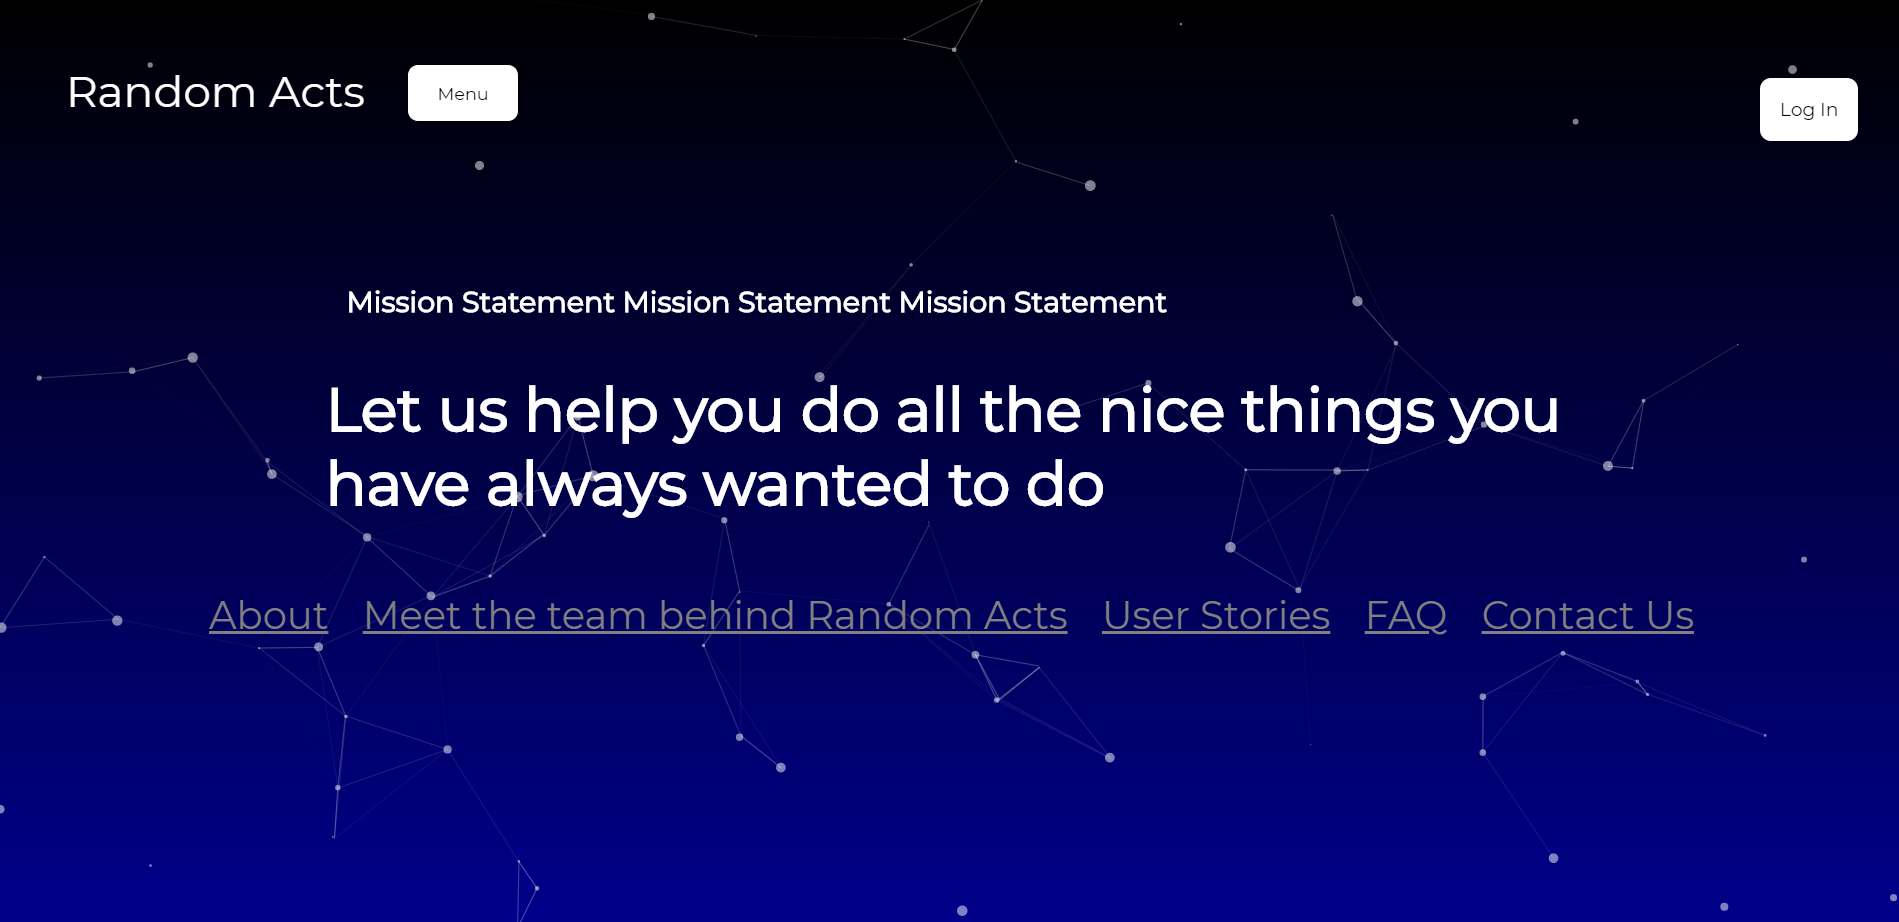 Random Acts
Menu
Log In
Mission Statement Mission Statement Mission Statement
Let us help you do all the nice things you
have always wanted to do
About Meet the team behind Random Acts User Stories FAQ Contact Us